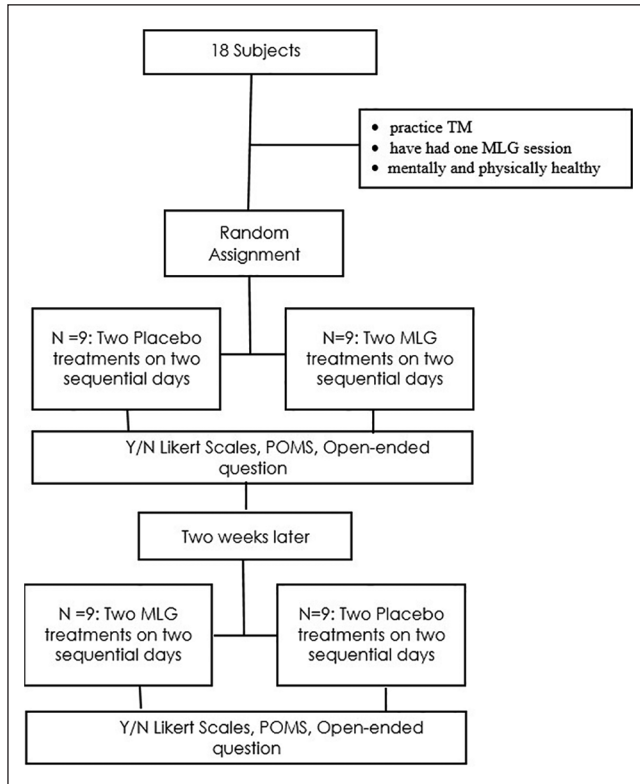 18 Subjects
• practice TM
• have had one MLG session
• mentally and physically healthy
Random
Assignment
N =9: Two Placebo
treatments on two
sequential days
N=9: Two MLG
treatments on two
sequential days
Y/N Likert Scales, POMS, Open-ended
question
Two weeks later
N =9: Two MLG
treatments on two
sequential days
N=9: Two Placebo
treatments on two
sequential days
Y/N Likert Scales, POMS, Open-ended
question